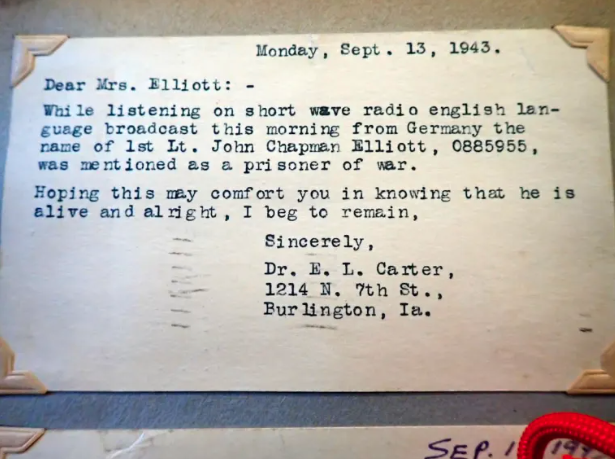 Monday, Sept. 13, 1943.
Dear Mrs. Elliott: -
While listening on short wave radio english lan-
guage broadcast this morning from Germany the
name of 1st Lt. John Chapman Elliott, 0885955,
was mentioned as a prisoner of war.
Hoping this may comfort you in knowing that he is
alive and alright, I beg to remain,
Sincerely,
Dr. E. L. Carter,
1214 N. 7th St.,
Burlington, Ia.
SEP.